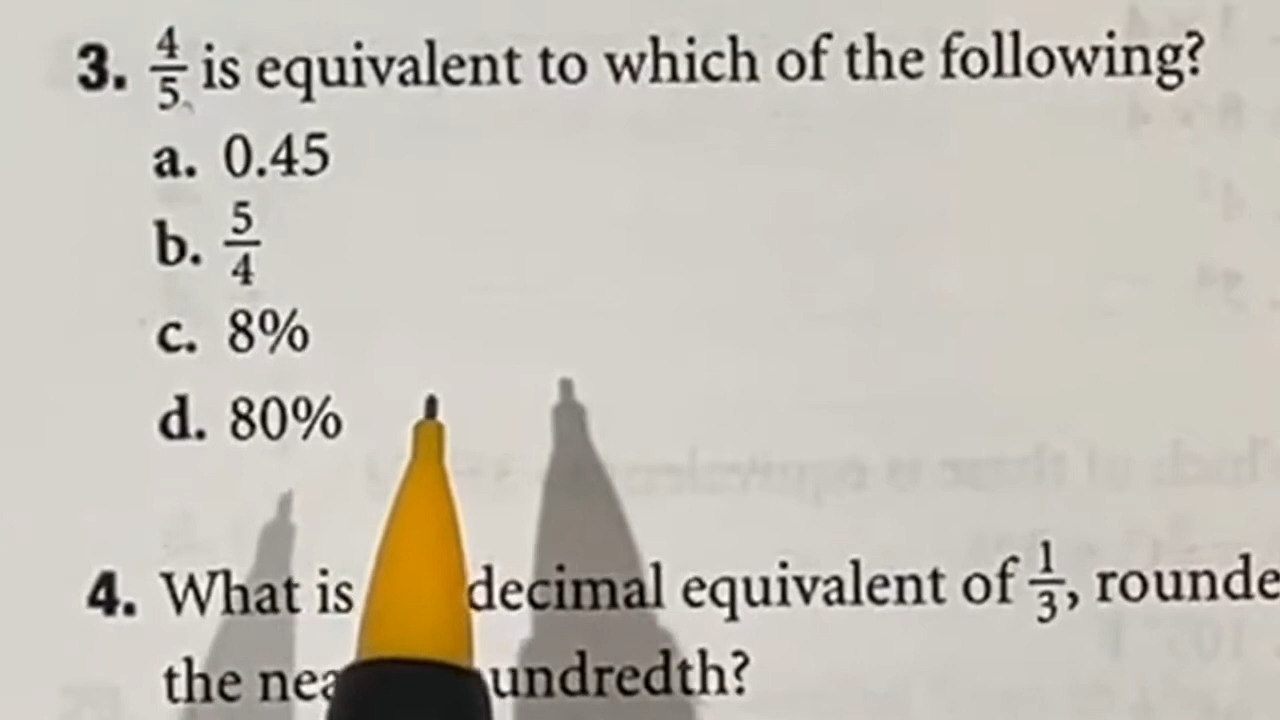 3. 4/5 is equivalent to which of the following?
a. 0.45
b. 5/4
c. 8%
d. 80%
4. What is decimal equivalent of 1/3, rounde
the nea undredth?